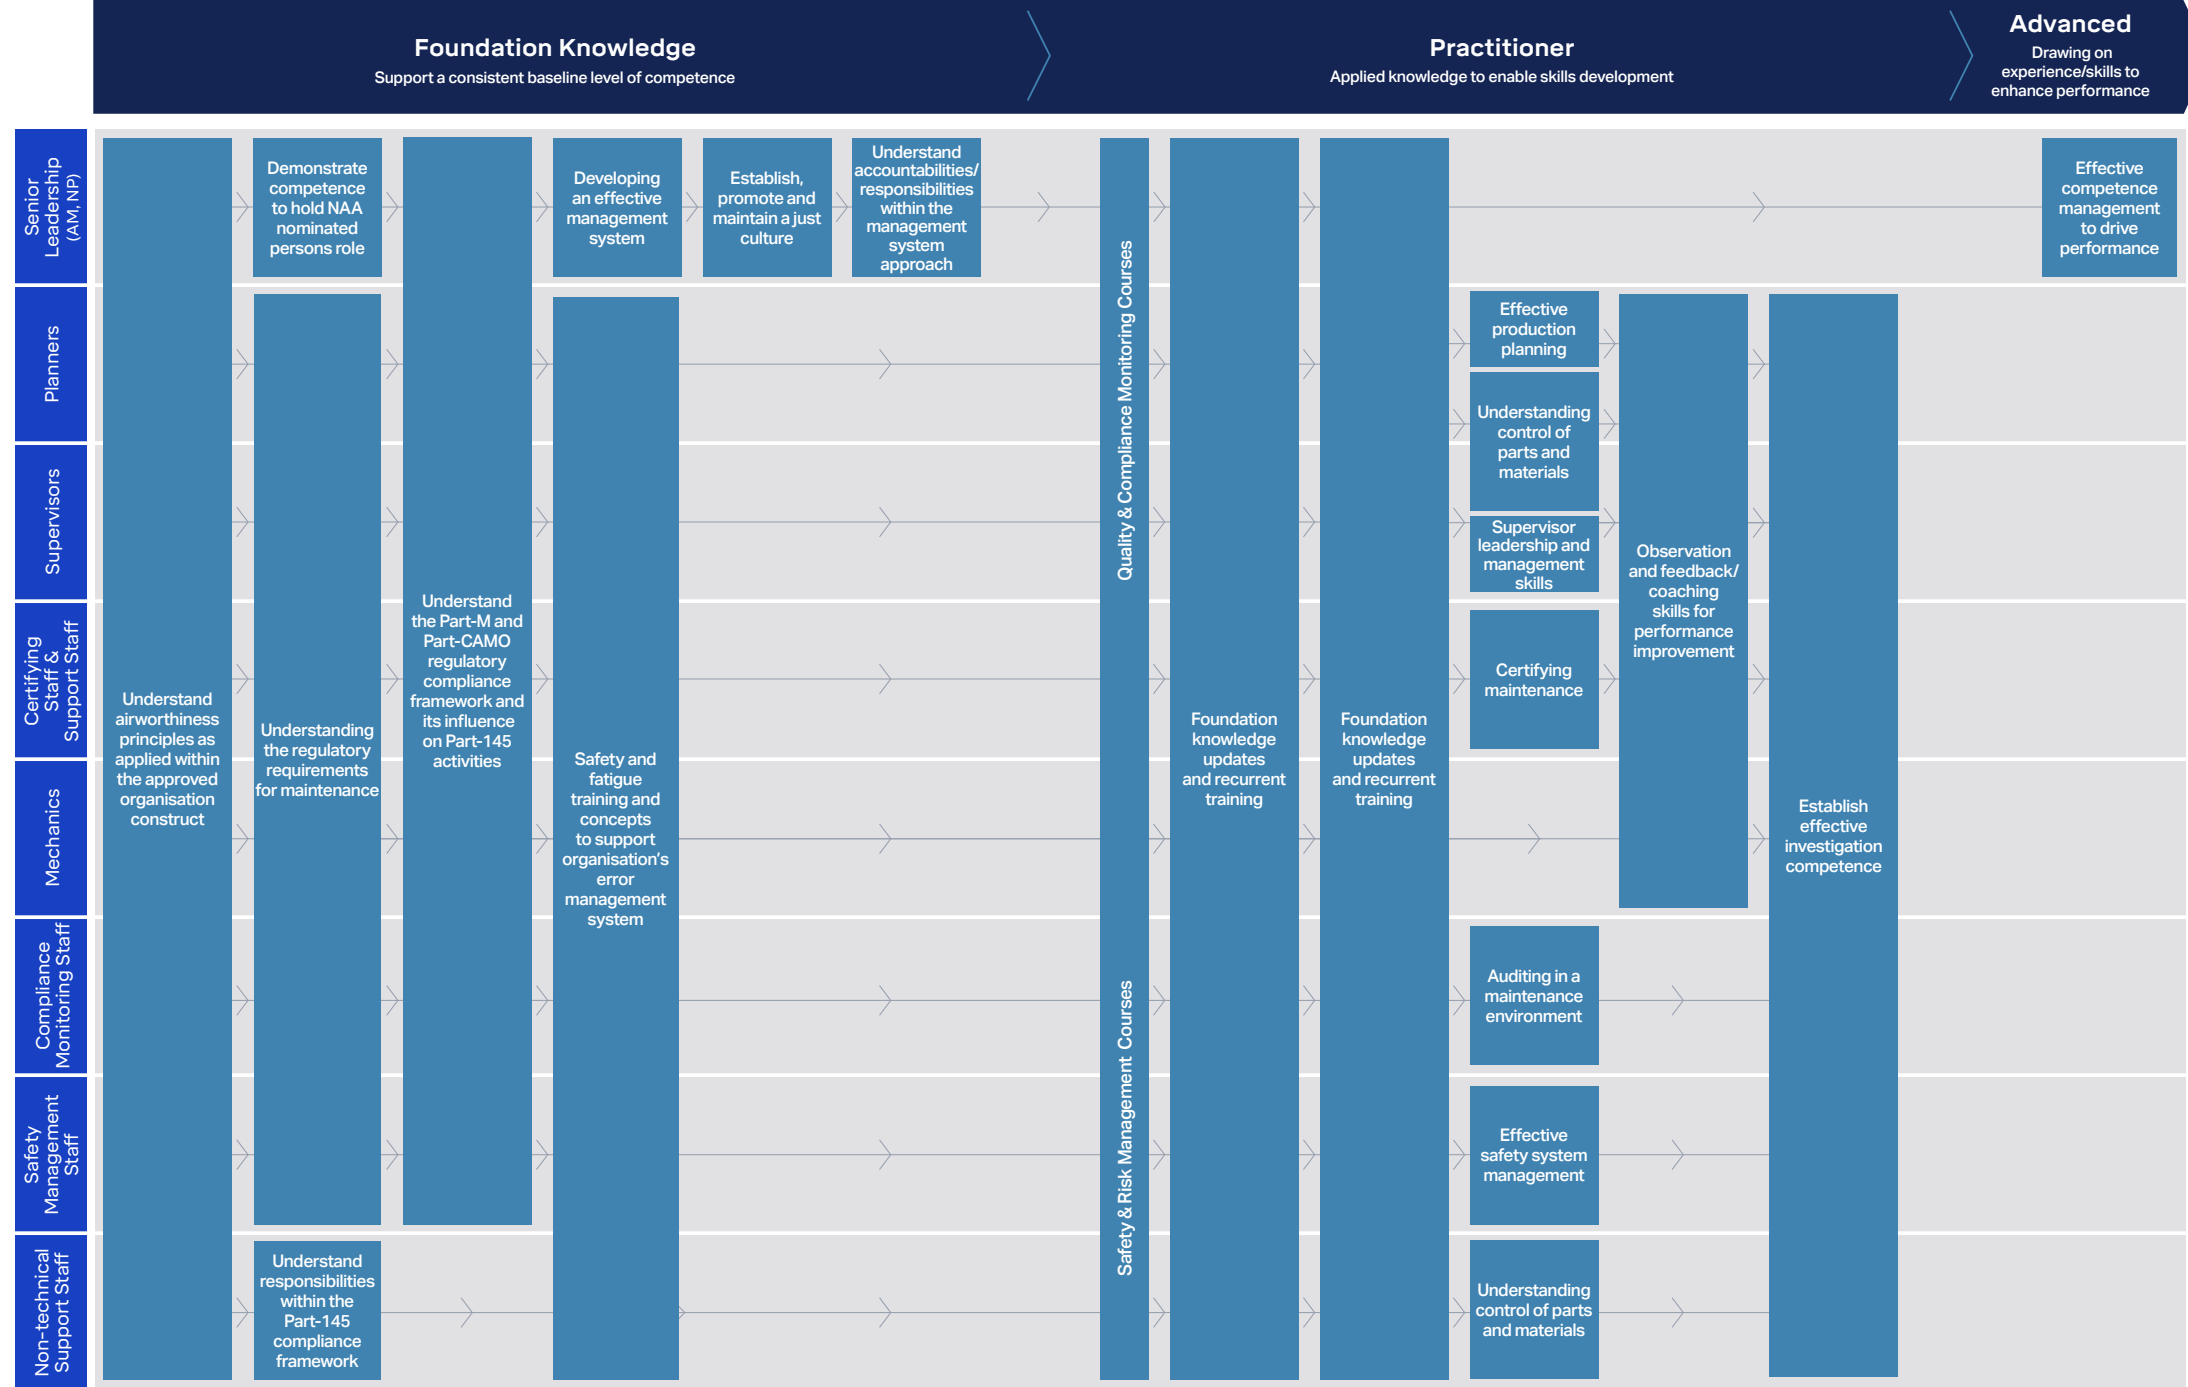 Foundation Knowledge
Support a consistent baseline level of competence
Practitioner
Applied knowledge to enable skills development
Advanced
Drawing on
experience/skills to
enhance performance
Senior
Leadership
(AM, NP)
Planners
Supervisors
Certifying
Staff &
Support Staff
Mechanics
Compliance
Monitoring Staff
Safety
Management
Staff
Non-technical
Support Staff
Understand
airworthiness
principles as
applied within
the approved
organisation
construct
Demonstrate
competence
to hold NAA
nominated
persons role
Understanding
the regulatory
requirements
for maintenance
Understand
responsibilities
within the
Part-145
compliance
framework
Understand
the Part-M and
Part-CAMO
regulatory
compliance
framework and
its influence
on Part-145
activities
Developing
an effective
management
system
Safety and
fatigue
training and
concepts
to support
organisation's
error
management
system
Establish,
promote and
maintain a just
culture
Understand
accountabilities/
responsibilities
within the
management
system
approach
Quality & Compliance Monitoring Courses
Safety & Risk Management Courses
Foundation
knowledge
updates
and recurrent
training
Foundation
knowledge
updates
and recurrent
training
Effective
production
planning
Understanding
control of
parts and
materials
Supervisor
leadership and
management
skills
Certifying
maintenance
Auditing in a
maintenance
environment
Effective
safety system
management
Understanding
control of parts
and materials
Observation
and feedback/
coaching
skills for
performance
improvement
Establish
effective
investigation
competence
Effective
competence
management
to drive
performance